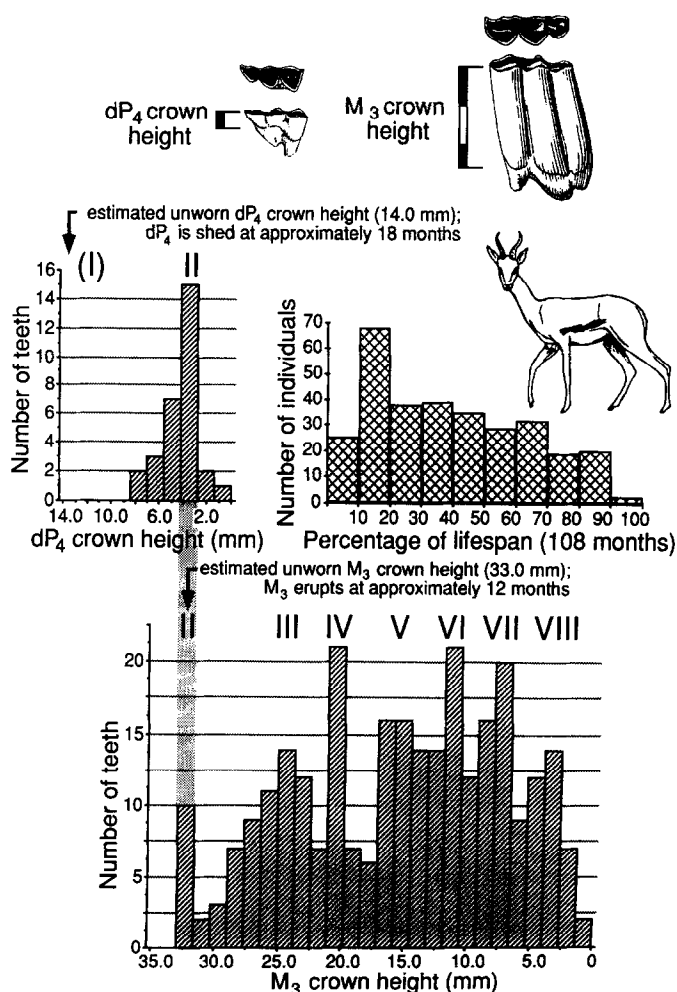 dP4 crown
height
M3 crown
height
estimated unworn dP4 crown height (14.0 mm);
dP4 is shed at approximately 18 months
(I) II
Number of teeth
16
14
12
10
8
6
4
2
0
14.0 10.0 6.0 2.0
dP4 crown height (mm)
Number of individuals
70
60
50
40
30
20
10
0
10 20 30 40 50 60 70 80 90 100
Percentage of lifespan (108 months)
estimated unworn M3 crown height (33.0 mm);
M3 erupts at approximately 12 months
II III IV V VI VII VIII
Number of teeth
20
15
10
5
0
35.0 30.0 25.0 20.0 15.0 10.0 5.0 0
M3 crown height (mm)